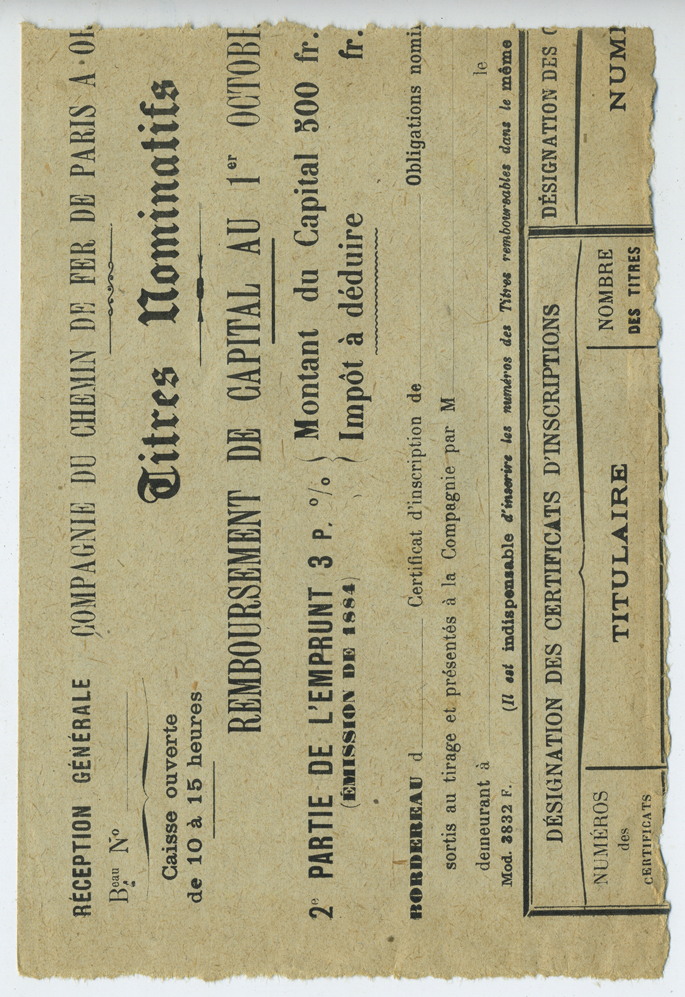 RÉCEPTION GÉNÉRALE
Beau N°
Caisse ouverte
de 10 à 15 heures
COMPAGNIE DU CHEMIN DE FER DE PARIS A OR
Titres Nominatifs
REMBOURSEMENT DE CAPITAL AU 1er OCTOBR
2e PARTIE DE L'EMPRUNT 3 P. %
(ÉMISSION DE 1884)
Montant du Capital 500 fr.
Impôt à déduire fr.
BORDEREAU d Certificat d'inscription de Obligations nomin
sortis au tirage et présentés à la Compagnie par M
demeurant à le
Mod. 3832 F. (Il est indispensable d'inscrire les numéros des Titres remboursables dans le même
DÉSIGNATION DES CERTIFICATS D'INSCRIPTIONS
NUMÉROS
des
CERTIFICATS
TITULAIRE
NOMBRE
DES TITRES
DÉSIGNATION DES
NUM